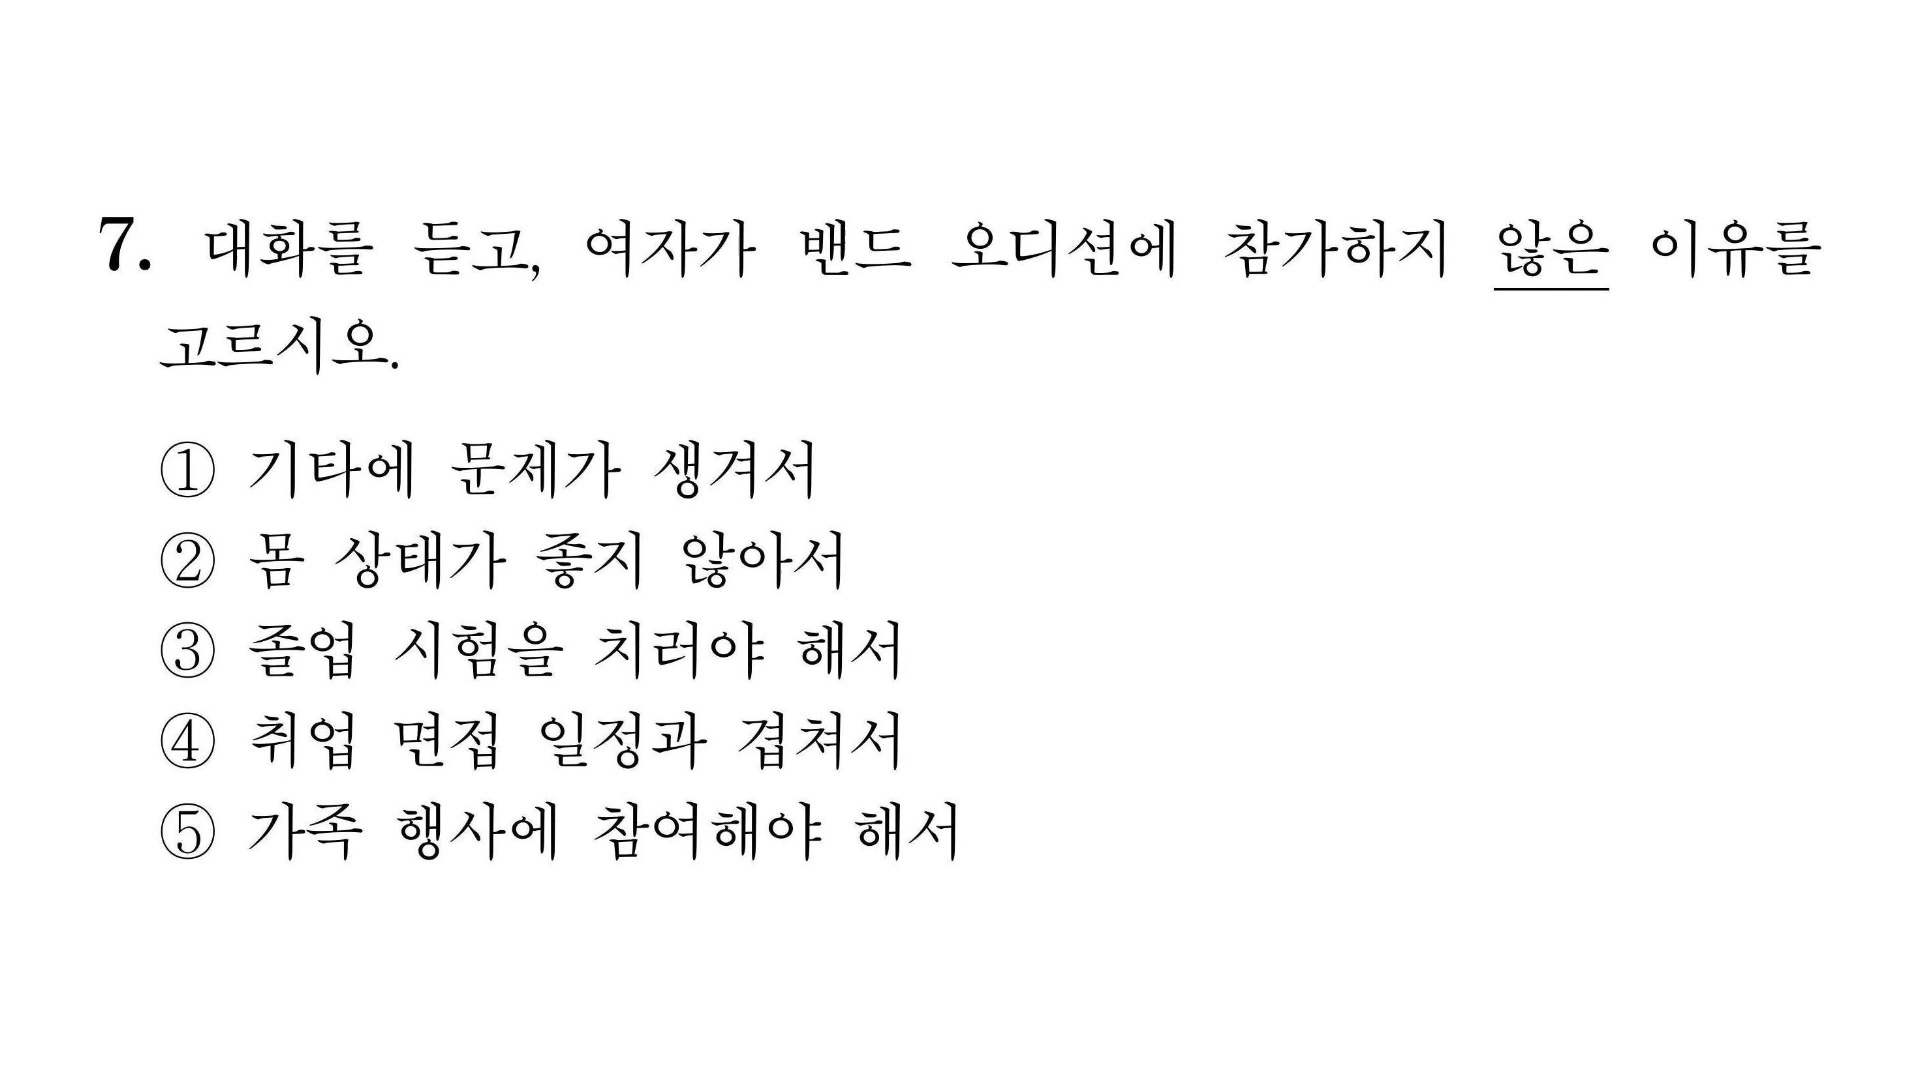 7. 대화를 듣고, 여자가 밴드 오디션에 참가하지 않은 이유를
고르시오.
① 기타에 문제가 생겨서
② 몸 상태가 좋지 않아서
③ 졸업 시험을 치러야 해서
④ 취업 면접 일정과 겹쳐서
⑤ 가족 행사에 참여해야 해서